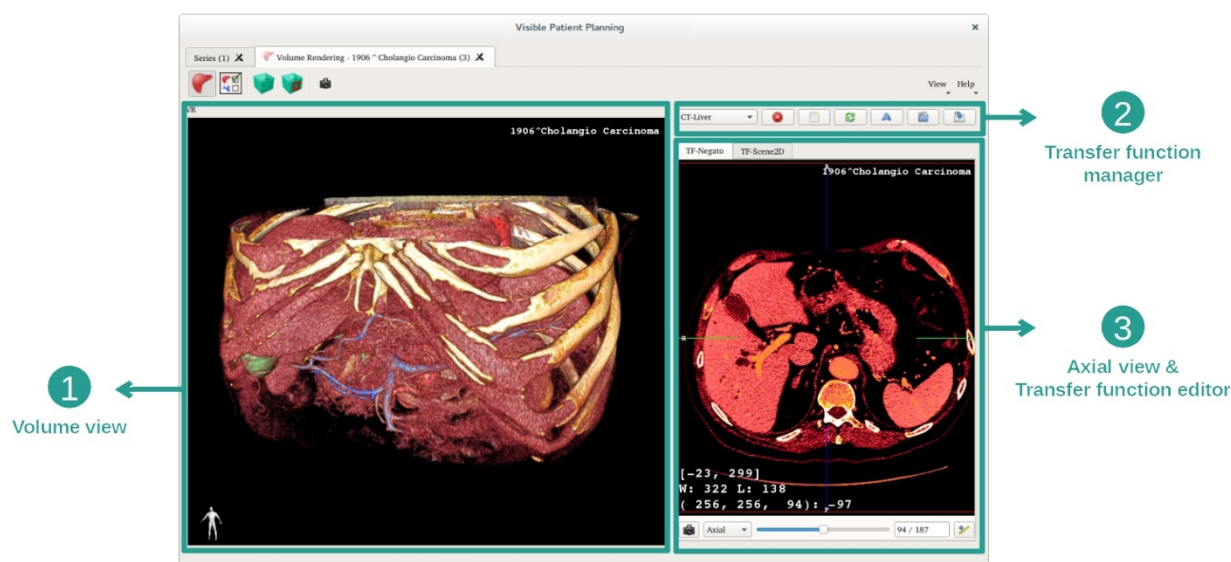 Visible Patient Planning
Series (1)
Volume Rendering - 1906 ^ Cholangio Carcinoma (3)
View
Help
VR
1906^Cholangio Carcinoma
CT-Liver
2
Transfer function
manager
TF-Negato
TF-Scene2D
1906^Cholangio Carcinoma
R
3
Axial view &
Transfer function editor
1
Volume view
[-23, 299]
W: 322 L: 138
( 256, 256, 94): -97
Axial
94 / 187